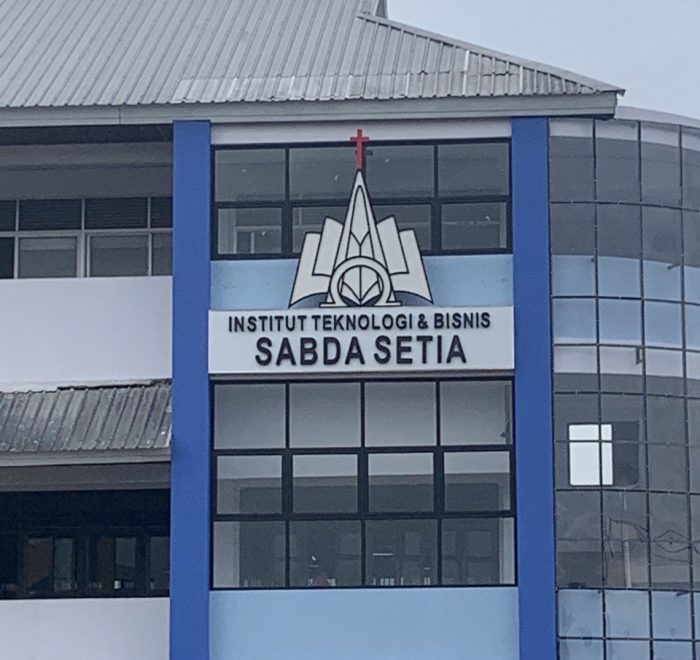 INSTITUT TEKNOLOGI & BISNIS
SABDA SETIA